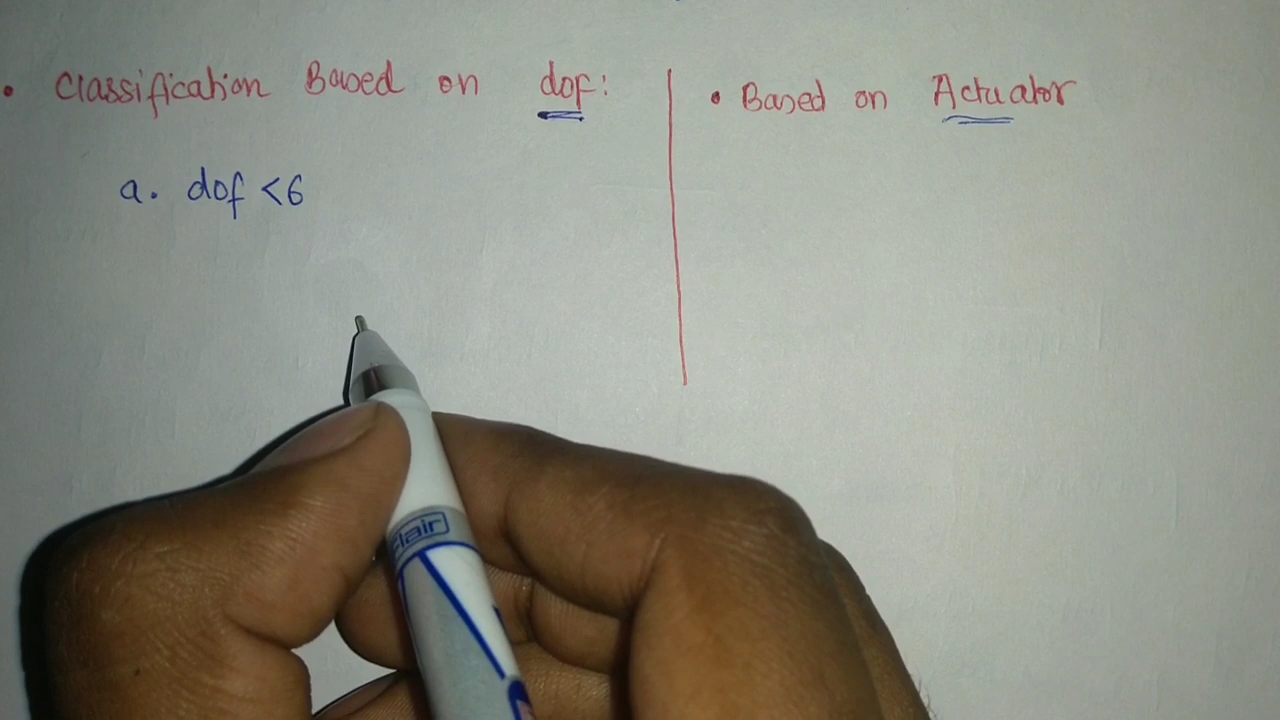 • Classification Based on dof:
a. dof <6
• Based on Actuator
flair